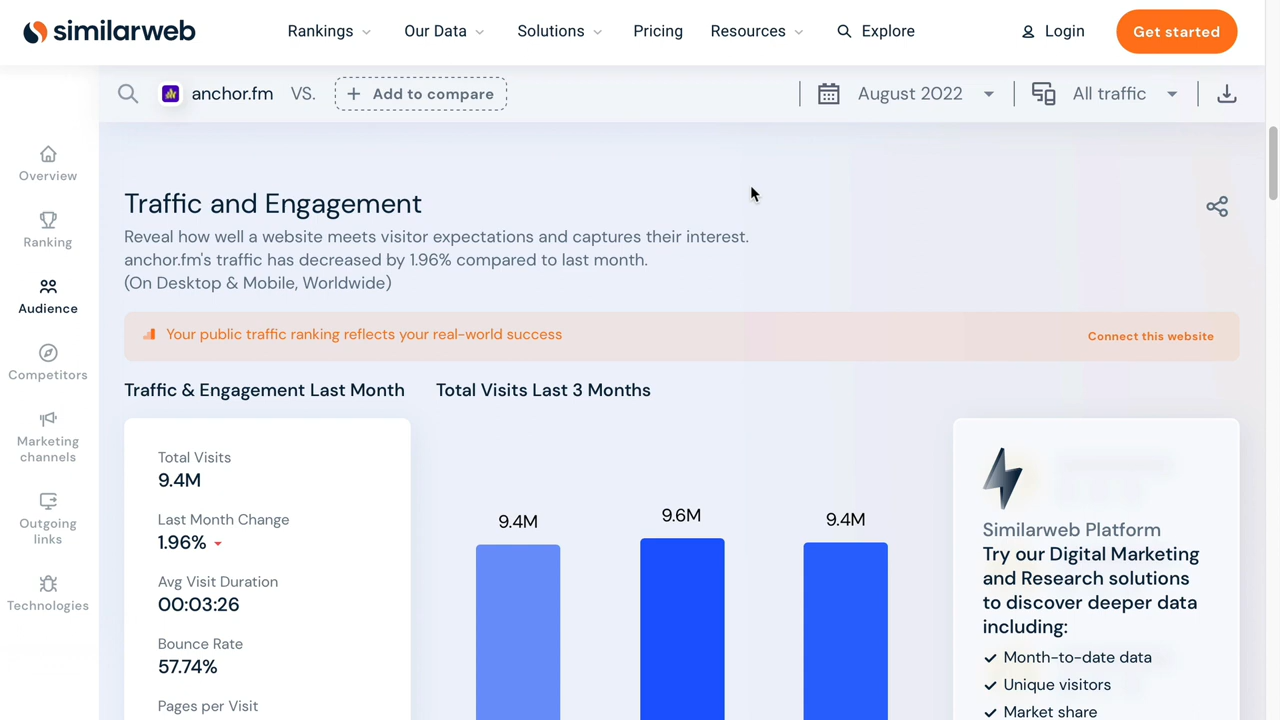 similarweb
Rankings Our Data Solutions Pricing Resources Explore Login Get started
anchor.fm VS. + Add to compare August 2022 All traffic
Overview
Ranking
Audience
Competitors
Marketing
channels
Outgoing
links
Technologies
Traffic and Engagement
Reveal how well a website meets visitor expectations and captures their interest.
anchor.fm's traffic has decreased by 1.96% compared to last month.
(On Desktop & Mobile, Worldwide)
Your public traffic ranking reflects your real-world success Connect this website
Traffic & Engagement Last Month
Total Visits
9.4M
Last Month Change
1.96%
Avg Visit Duration
00:03:26
Bounce Rate
57.74%
Pages per Visit
Total Visits Last 3 Months
9.4M 9.6M 9.4M
Similarweb Platform
Try our Digital Marketing
and Research solutions
to discover deeper data
including:
Month-to-date data
Unique visitors
Market share